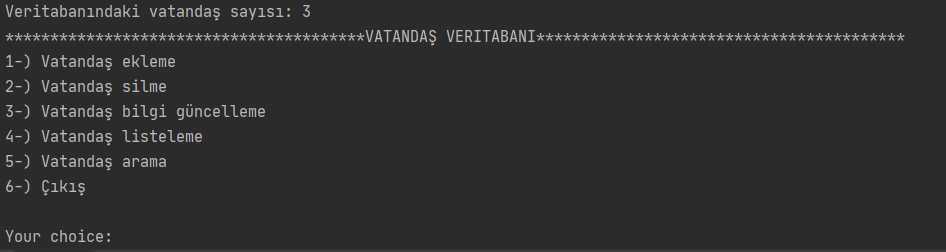 Veritabanındaki vatandaş sayısı: 3
****************************************VATANDAŞ VERITABANI*****************************************
1-) Vatandaş ekleme
2-) Vatandaş silme
3-) Vatandaş bilgi güncelleme
4-) Vatandaş listeleme
5-) Vatandaş arama
6-) Çıkış
Your choice: